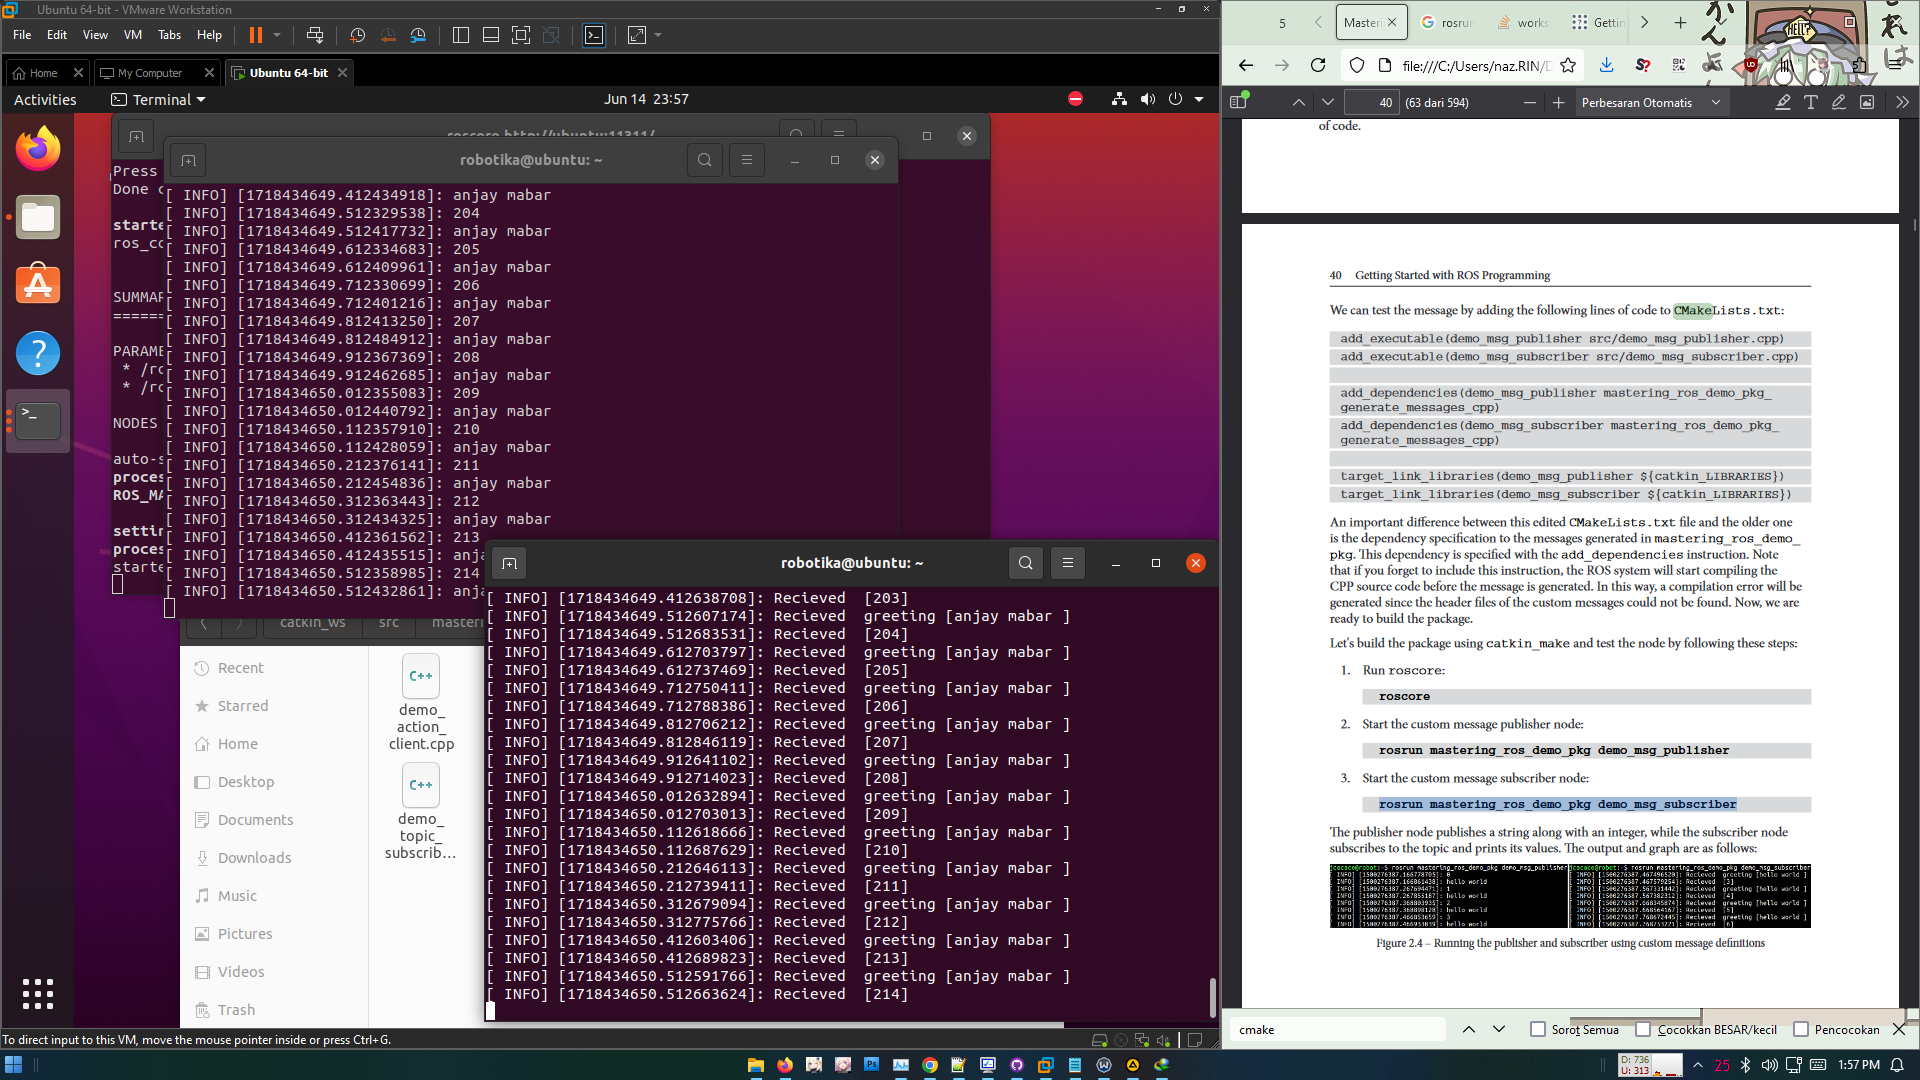 Ubuntu 64-bit - VMware Workstation
File Edit View VM Tabs Help
Home
My Computer
Ubuntu 64-bit
Activities
Terminal
Jun 14 23:57
roscore http://ubuntu:11311/
Press
Done c
starte
ros_co
SUMMAR
PARAME
* /ro
* /ro
NODES
auto-s
proces
ROS_MA
settin
proces
starte
robotika@ubuntu: ~
[ INFO] [1718434649.412434918]: anjay mabar
[ INFO] [1718434649.512329538]: 204
[ INFO] [1718434649.512417732]: anjay mabar
[ INFO] [1718434649.612334683]: 205
[ INFO] [1718434649.612409961]: anjay mabar
[ INFO] [1718434649.712330699]: 206
[ INFO] [1718434649.712401216]: anjay mabar
[ INFO] [1718434649.812413250]: 207
[ INFO] [1718434649.812484912]: anjay mabar
[ INFO] [1718434649.912367369]: 208
[ INFO] [1718434649.912462685]: anjay mabar
[ INFO] [1718434650.012355083]: 209
[ INFO] [1718434650.012440792]: anjay mabar
[ INFO] [1718434650.112357910]: 210
[ INFO] [1718434650.112428059]: anjay mabar
[ INFO] [1718434650.212376141]: 211
[ INFO] [1718434650.212454836]: anjay mabar
[ INFO] [1718434650.312363443]: 212
[ INFO] [1718434650.312434325]: anjay mabar
[ INFO] [1718434650.412361562]: 213
[ INFO] [1718434650.412435515]: anja
[ INFO] [1718434650.512358985]: 214
[ INFO] [1718434650.512432861]: anja
catkin_ws src masteri
Recent
Starred
Home
Desktop
Documents
Downloads
Music
Pictures
Videos
Trash
C++
demo_
action_
client.cpp
C++
demo_
topic_
subscrib...
robotika@ubuntu: ~
[ INFO] [1718434649.412638708]: Recieved [203]
[ INFO] [1718434649.512607174]: Recieved greeting [anjay mabar ]
[ INFO] [1718434649.512683531]: Recieved [204]
[ INFO] [1718434649.612703797]: Recieved greeting [anjay mabar ]
[ INFO] [1718434649.612737469]: Recieved [205]
[ INFO] [1718434649.712750411]: Recieved greeting [anjay mabar ]
[ INFO] [1718434649.712788386]: Recieved [206]
[ INFO] [1718434649.812706212]: Recieved greeting [anjay mabar ]
[ INFO] [1718434649.812846119]: Recieved [207]
[ INFO] [1718434649.912641102]: Recieved greeting [anjay mabar ]
[ INFO] [1718434649.912714023]: Recieved [208]
[ INFO] [1718434650.012632894]: Recieved greeting [anjay mabar ]
[ INFO] [1718434650.012703013]: Recieved [209]
[ INFO] [1718434650.112618666]: Recieved greeting [anjay mabar ]
[ INFO] [1718434650.112687629]: Recieved [210]
[ INFO] [1718434650.212646113]: Recieved greeting [anjay mabar ]
[ INFO] [1718434650.212739411]: Recieved [211]
[ INFO] [1718434650.312679094]: Recieved greeting [anjay mabar ]
[ INFO] [1718434650.312775766]: Recieved [212]
[ INFO] [1718434650.412603406]: Recieved greeting [anjay mabar ]
[ INFO] [1718434650.412689823]: Recieved [213]
[ INFO] [1718434650.512591766]: Recieved greeting [anjay mabar ]
[ INFO] [1718434650.512663624]: Recieved [214]
To direct input to this VM, move the mouse pointer inside or press Ctrl+G.
5
Masteri
rosrun
works
Gettin
HELL?
file:///C:/Users/naz.RIN/D
40 (63 dari 594)
Perbesaran Otomatis
of code.
40 Getting Started with ROS Programming
We can test the message by adding the following lines of code to CMakeLists.txt:
add_executable(demo_msg_publisher src/demo_msg_publisher.cpp)
add_executable(demo_msg_subscriber src/demo_msg_subscriber.cpp)
add_dependencies(demo_msg_publisher mastering_ros_demo_pkg_
generate_messages_cpp)
add_dependencies(demo_msg_subscriber mastering_ros_demo_pkg_
generate_messages_cpp)
target_link_libraries(demo_msg_publisher ${catkin_LIBRARIES})
target_link_libraries(demo_msg_subscriber ${catkin_LIBRARIES})
An important difference between this edited CMakeLists.txt file and the older one
is the dependency specification to the messages generated in mastering_ros_demo_
pkg. This dependency is specified with the add_dependencies instruction. Note
that if you forget to include this instruction, the ROS system will start compiling the
CPP source code before the message is generated. In this way, a compilation error will be
generated since the header files of the custom messages could not be found. Now, we are
ready to build the package.
Let's build the package using catkin_make and test the node by following these steps:
1. Run roscore:
roscore
2. Start the custom message publisher node:
rosrun mastering_ros_demo_pkg demo_msg_publisher
3. Start the custom message subscriber node:
rosrun mastering_ros_demo_pkg demo_msg_subscriber
The publisher node publishes a string along with an integer, while the subscriber node
subscribes to the topic and prints its values. The output and graph are as follows:
Figure 2.4 – Running the publisher and subscriber using custom message definitions
cmake
Sorot Semua
Cocokkan BESAR/kecil
Pencocokan
D: 736
U: 313
25
1:57 PM